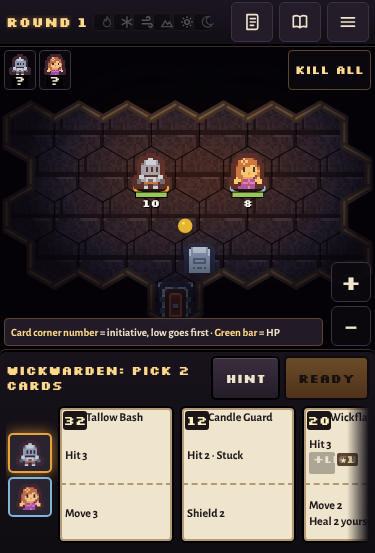 ROUND 1
?
?
KILL ALL
10
8
Card corner number = initiative, low goes first · Green bar = HP
+
−
WICKWARDEN: PICK 2 CARDS
HINT
READY
32 Tallow Bash
Hit 3
Move 3
12 Candle Guard
Hit 2 · Stuck
Shield 2
20
Hit 3
Move 2
Heal 2 yours